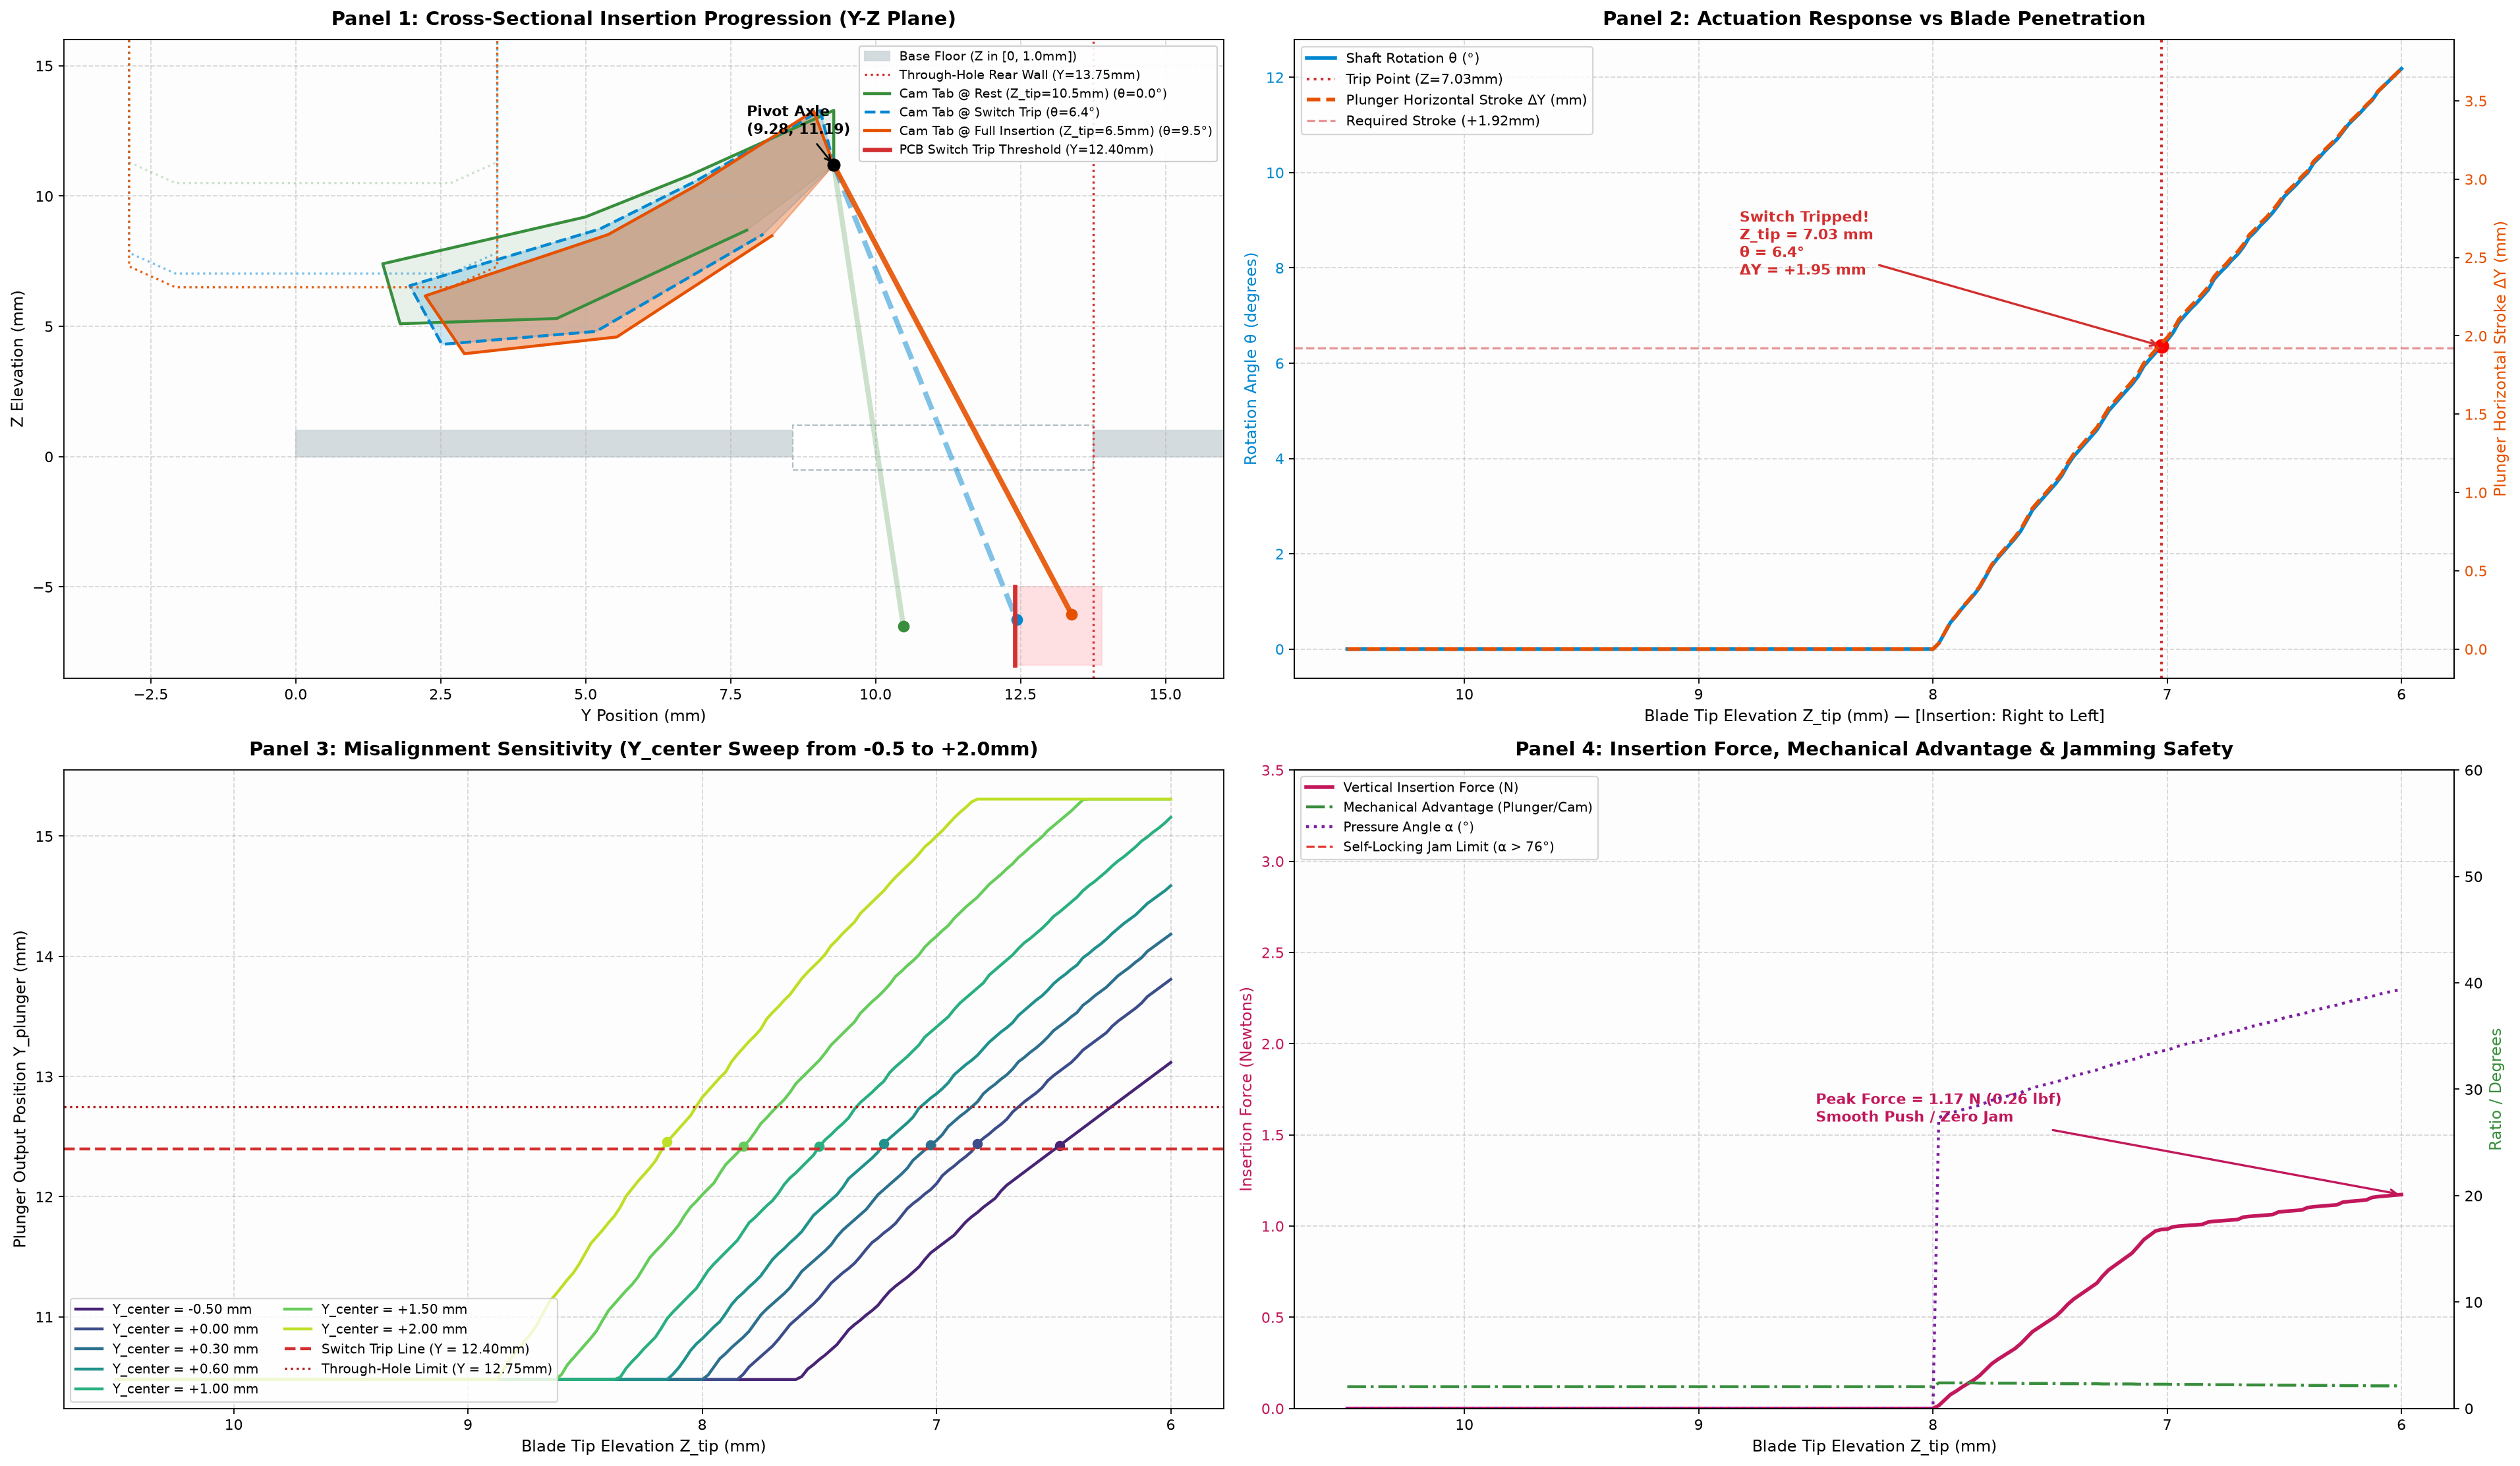 Panel 1: Cross-Sectional Insertion Progression (Y-Z Plane)
Base Floor (Z in [0, 1.0mm])
Through-Hole Rear Wall (Y=13.75mm)
Cam Tab @ Rest (Z_tip=10.5mm) (θ=0.0°)
Cam Tab @ Switch Trip (θ=6.4°)
Cam Tab @ Full Insertion (Z_tip=6.5mm) (θ=9.5°)
PCB Switch Trip Threshold (Y=12.40mm)
Pivot Axle
(9.28, 11.19)
15
10
5
0
−5
Z Elevation (mm)
−2.5
0.0
2.5
5.0
7.5
10.0
12.5
15.0
Y Position (mm)
Panel 2: Actuation Response vs Blade Penetration
Shaft Rotation θ (°)
Trip Point (Z=7.03mm)
Plunger Horizontal Stroke ΔY (mm)
Required Stroke (+1.92mm)
Switch Tripped!
Z_tip = 7.03 mm
θ = 6.4°
ΔY = +1.95 mm
12
10
8
6
4
2
0
Rotation Angle θ (degrees)
3.5
3.0
2.5
2.0
1.5
1.0
0.5
0.0
Plunger Horizontal Stroke ΔY (mm)
10
9
8
7
6
Blade Tip Elevation Z_tip (mm) — [Insertion: Right to Left]
Panel 3: Misalignment Sensitivity (Y_center Sweep from -0.5 to +2.0mm)
15
14
13
12
11
Plunger Output Position Y_plunger (mm)
Y_center = -0.50 mm
Y_center = +0.00 mm
Y_center = +0.30 mm
Y_center = +0.60 mm
Y_center = +1.00 mm
Y_center = +1.50 mm
Y_center = +2.00 mm
Switch Trip Line (Y = 12.40mm)
Through-Hole Limit (Y = 12.75mm)
10
9
8
7
6
Blade Tip Elevation Z_tip (mm)
Panel 4: Insertion Force, Mechanical Advantage & Jamming Safety
Vertical Insertion Force (N)
Mechanical Advantage (Plunger/Cam)
Pressure Angle α (°)
Self-Locking Jam Limit (α > 76°)
Peak Force = 1.17 N (0.26 lbf)
Smooth Push / Zero Jam
3.5
3.0
2.5
2.0
1.5
1.0
0.5
0.0
Insertion Force (Newtons)
60
50
40
30
20
10
0
Ratio / Degrees
10
9
8
7
6
Blade Tip Elevation Z_tip (mm)